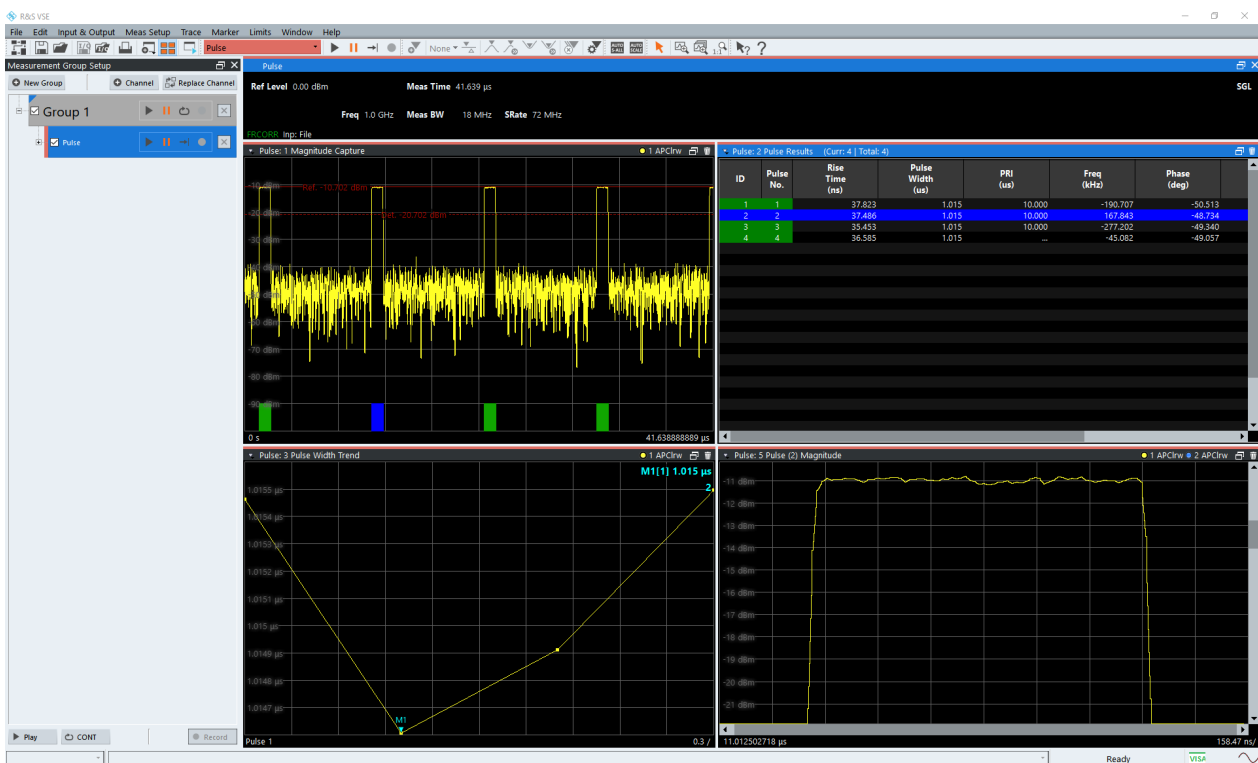 R&S VSE
File Edit Input & Output Meas Setup Trace Marker Limits Window Help
Pulse
None
AUTO S-ALL
AUTO SCALE
Measurement Group Setup
New Group Channel Replace Channel
Group 1
Pulse
Play CONT Record
Pulse
Ref Level 0.00 dBm Meas Time 41.639 µs SGL
Freq 1.0 GHz Meas BW 18 MHz SRate 72 MHz
FRCORR Inp: File
Pulse: 1 Magnitude Capture 1 APClrw
Ref. -10.702 dBm
Ref. -20.702 dBm
-10 dBm
-20 dBm
-30 dBm
-60 dBm
-70 dBm
-80 dBm
-90 dBm
0 s 41.638888889 µs
Pulse: 2 Pulse Results (Curr: 4 | Total: 4)
ID Pulse No. Rise Time (ns) Pulse Width (us) PRI (us) Freq (kHz) Phase (deg)
1 1 37.823 1.015 10.000 -190.707 -50.513
2 2 37.486 1.015 10.000 167.843 -48.734
3 3 35.453 1.015 10.000 -277.202 -49.340
4 4 36.585 1.015 ... -45.082 -49.057
Pulse: 3 Pulse Width Trend 1 APClrw
M1[1] 1.015 µs
2
1.0155 µs
1.0154 µs
1.0153 µs
1.0152 µs
1.0151 µs
1.015 µs
1.0149 µs
1.0148 µs
1.0147 µs
M1
Pulse 1 0.3 /
Pulse: 5 Pulse (2) Magnitude 1 APClrw 2 APClrw
-11 dBm
-12 dBm
-13 dBm
-14 dBm
-15 dBm
-16 dBm
-17 dBm
-18 dBm
-19 dBm
-20 dBm
-21 dBm
11.012502718 µs 158.47 ns/
Ready VISA